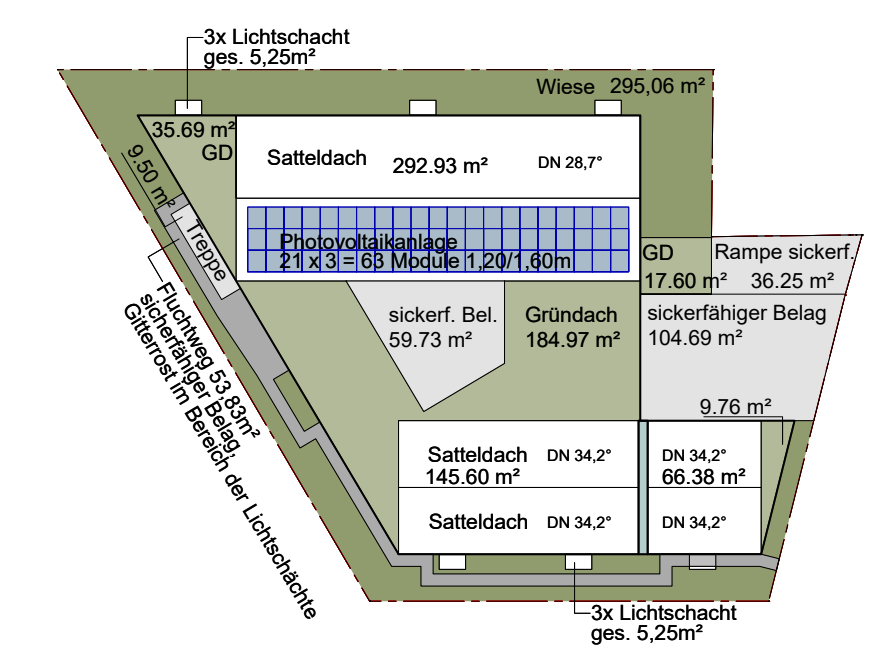 3x Lichtschacht
ges. 5,25m²
Wiese 295,06 m²
35.69 m²
GD
9.50 m²
Satteldach 292.93 m² DN 28,7°
Treppe
Photovoltaikanlage
21 x 3 = 63 Module 1,20/1,60m
GD
17.60 m²
Rampe sickerf.
36.25 m²
sickerf. Bel.
59.73 m²
Gründach
184.97 m²
sickerfähiger Belag
104.69 m²
Fluchtweg 53,83m²
sicherfähiger Belag,
Gitterrost im Bereich der Lichtschächte
9.76 m²
Satteldach DN 34,2°
145.60 m²
DN 34,2°
66.38 m²
Satteldach DN 34,2°
DN 34,2°
3x Lichtschacht
ges. 5,25m²